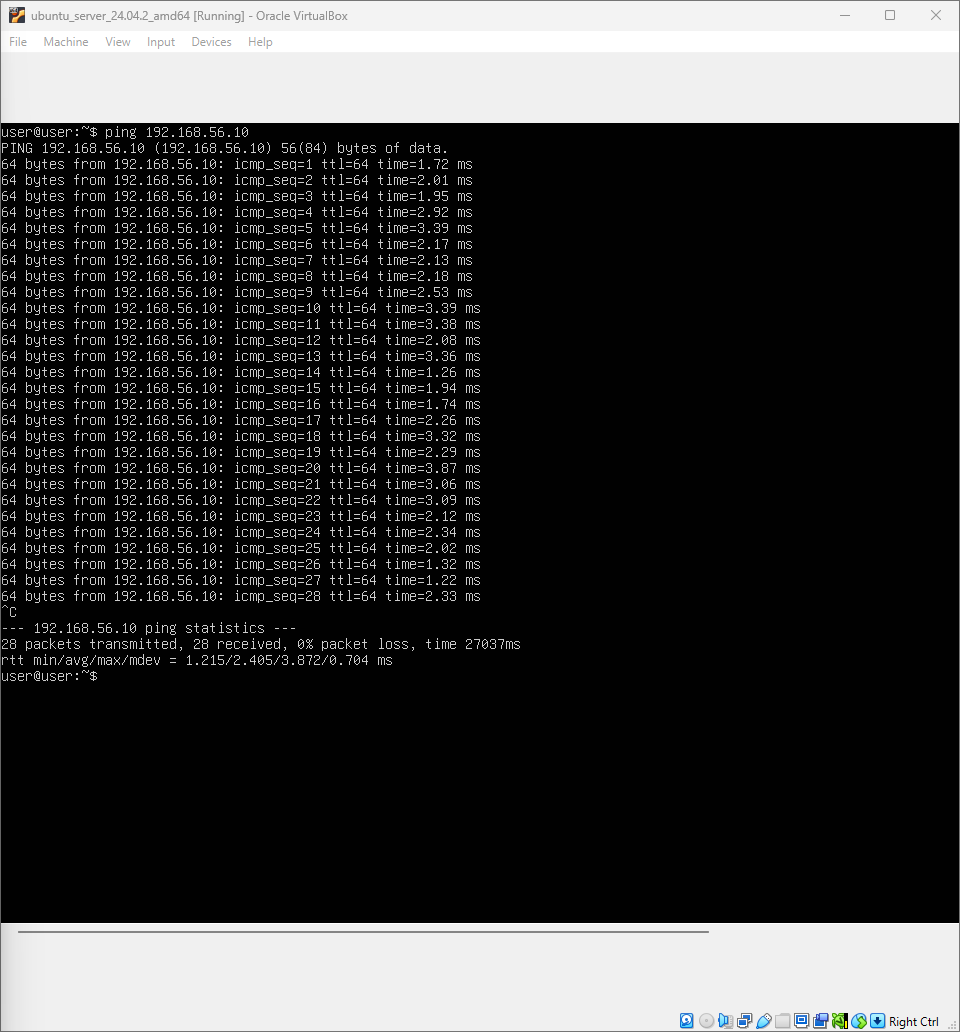 ubuntu_server_24.04.2_amd64 [Running] - Oracle VirtualBox
File Machine View Input Devices Help
user@user:~$ ping 192.168.56.10
PING 192.168.56.10 (192.168.56.10) 56(84) bytes of data.
64 bytes from 192.168.56.10: icmp_seq=1 ttl=64 time=1.72 ms
64 bytes from 192.168.56.10: icmp_seq=2 ttl=64 time=2.01 ms
64 bytes from 192.168.56.10: icmp_seq=3 ttl=64 time=1.95 ms
64 bytes from 192.168.56.10: icmp_seq=4 ttl=64 time=2.92 ms
64 bytes from 192.168.56.10: icmp_seq=5 ttl=64 time=3.39 ms
64 bytes from 192.168.56.10: icmp_seq=6 ttl=64 time=2.17 ms
64 bytes from 192.168.56.10: icmp_seq=7 ttl=64 time=2.13 ms
64 bytes from 192.168.56.10: icmp_seq=8 ttl=64 time=2.18 ms
64 bytes from 192.168.56.10: icmp_seq=9 ttl=64 time=2.53 ms
64 bytes from 192.168.56.10: icmp_seq=10 ttl=64 time=3.39 ms
64 bytes from 192.168.56.10: icmp_seq=11 ttl=64 time=3.38 ms
64 bytes from 192.168.56.10: icmp_seq=12 ttl=64 time=2.08 ms
64 bytes from 192.168.56.10: icmp_seq=13 ttl=64 time=3.36 ms
64 bytes from 192.168.56.10: icmp_seq=14 ttl=64 time=1.26 ms
64 bytes from 192.168.56.10: icmp_seq=15 ttl=64 time=1.94 ms
64 bytes from 192.168.56.10: icmp_seq=16 ttl=64 time=1.74 ms
64 bytes from 192.168.56.10: icmp_seq=17 ttl=64 time=2.26 ms
64 bytes from 192.168.56.10: icmp_seq=18 ttl=64 time=3.32 ms
64 bytes from 192.168.56.10: icmp_seq=19 ttl=64 time=2.29 ms
64 bytes from 192.168.56.10: icmp_seq=20 ttl=64 time=3.87 ms
64 bytes from 192.168.56.10: icmp_seq=21 ttl=64 time=3.06 ms
64 bytes from 192.168.56.10: icmp_seq=22 ttl=64 time=3.09 ms
64 bytes from 192.168.56.10: icmp_seq=23 ttl=64 time=2.12 ms
64 bytes from 192.168.56.10: icmp_seq=24 ttl=64 time=2.34 ms
64 bytes from 192.168.56.10: icmp_seq=25 ttl=64 time=2.02 ms
64 bytes from 192.168.56.10: icmp_seq=26 ttl=64 time=1.32 ms
64 bytes from 192.168.56.10: icmp_seq=27 ttl=64 time=1.22 ms
64 bytes from 192.168.56.10: icmp_seq=28 ttl=64 time=2.33 ms
^C
--- 192.168.56.10 ping statistics ---
28 packets transmitted, 28 received, 0% packet loss, time 27037ms
rtt min/avg/max/mdev = 1.215/2.405/3.872/0.704 ms
user@user:~$
Right Ctrl